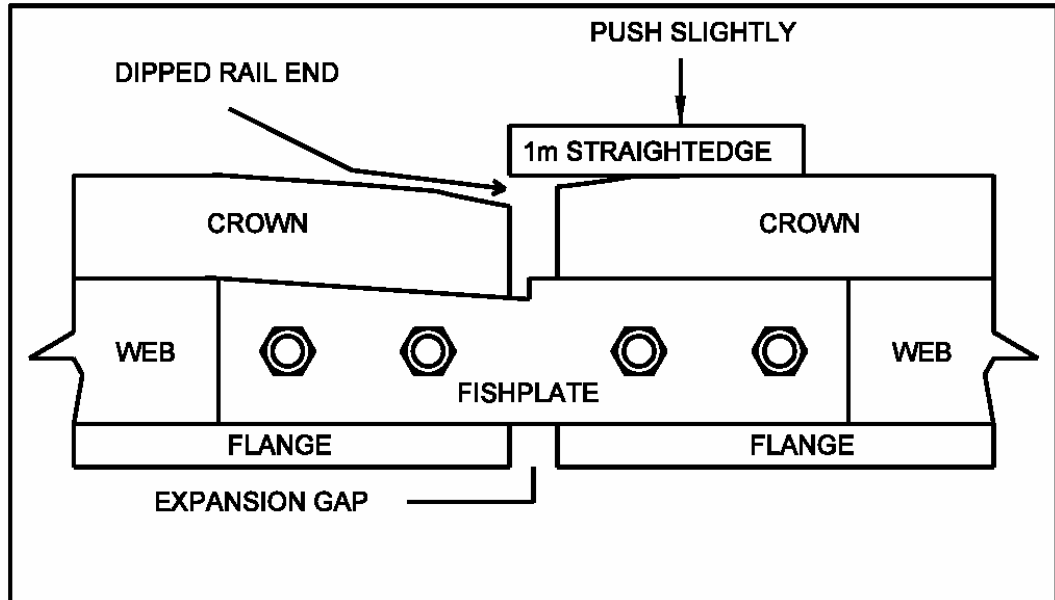 PUSH SLIGHTLY
DIPPED RAIL END
1m STRAIGHTEDGE
CROWN
CROWN
WEB
WEB
FISHPLATE
FLANGE
FLANGE
EXPANSION GAP